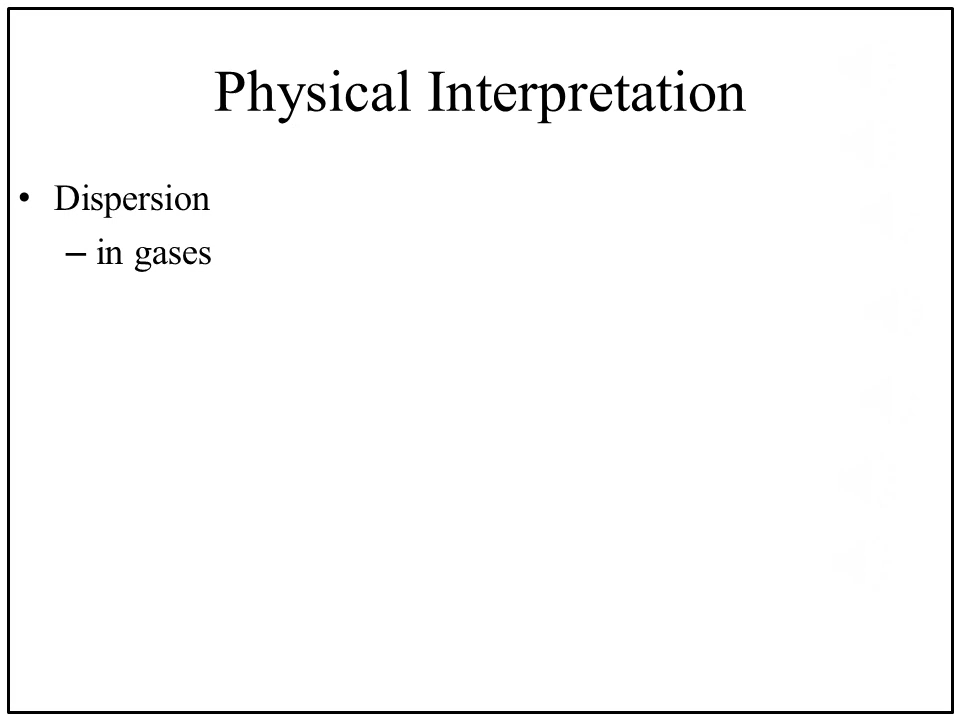 Physical Interpretation
• Dispersion
– in gases